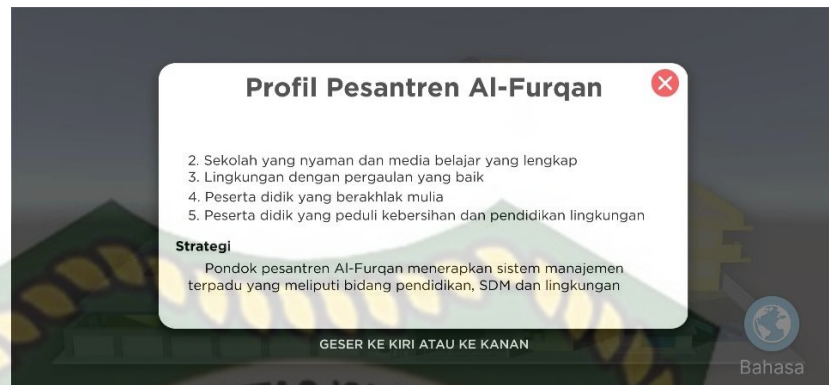 Profil Pesantren Al-Furqan
2. Sekolah yang nyaman dan media belajar yang lengkap
3. Lingkungan dengan pergaulan yang baik
4. Peserta didik yang berakhlak mulia
5. Peserta didik yang peduli kebersihan dan pendidikan lingkungan
Strategi
Pondok pesantren Al-Furqan menerapkan sistem manajemen
terpadu yang meliputi bidang pendidikan, SDM dan lingkungan
GESER KE KIRI ATAU KE KANAN
Bahasa